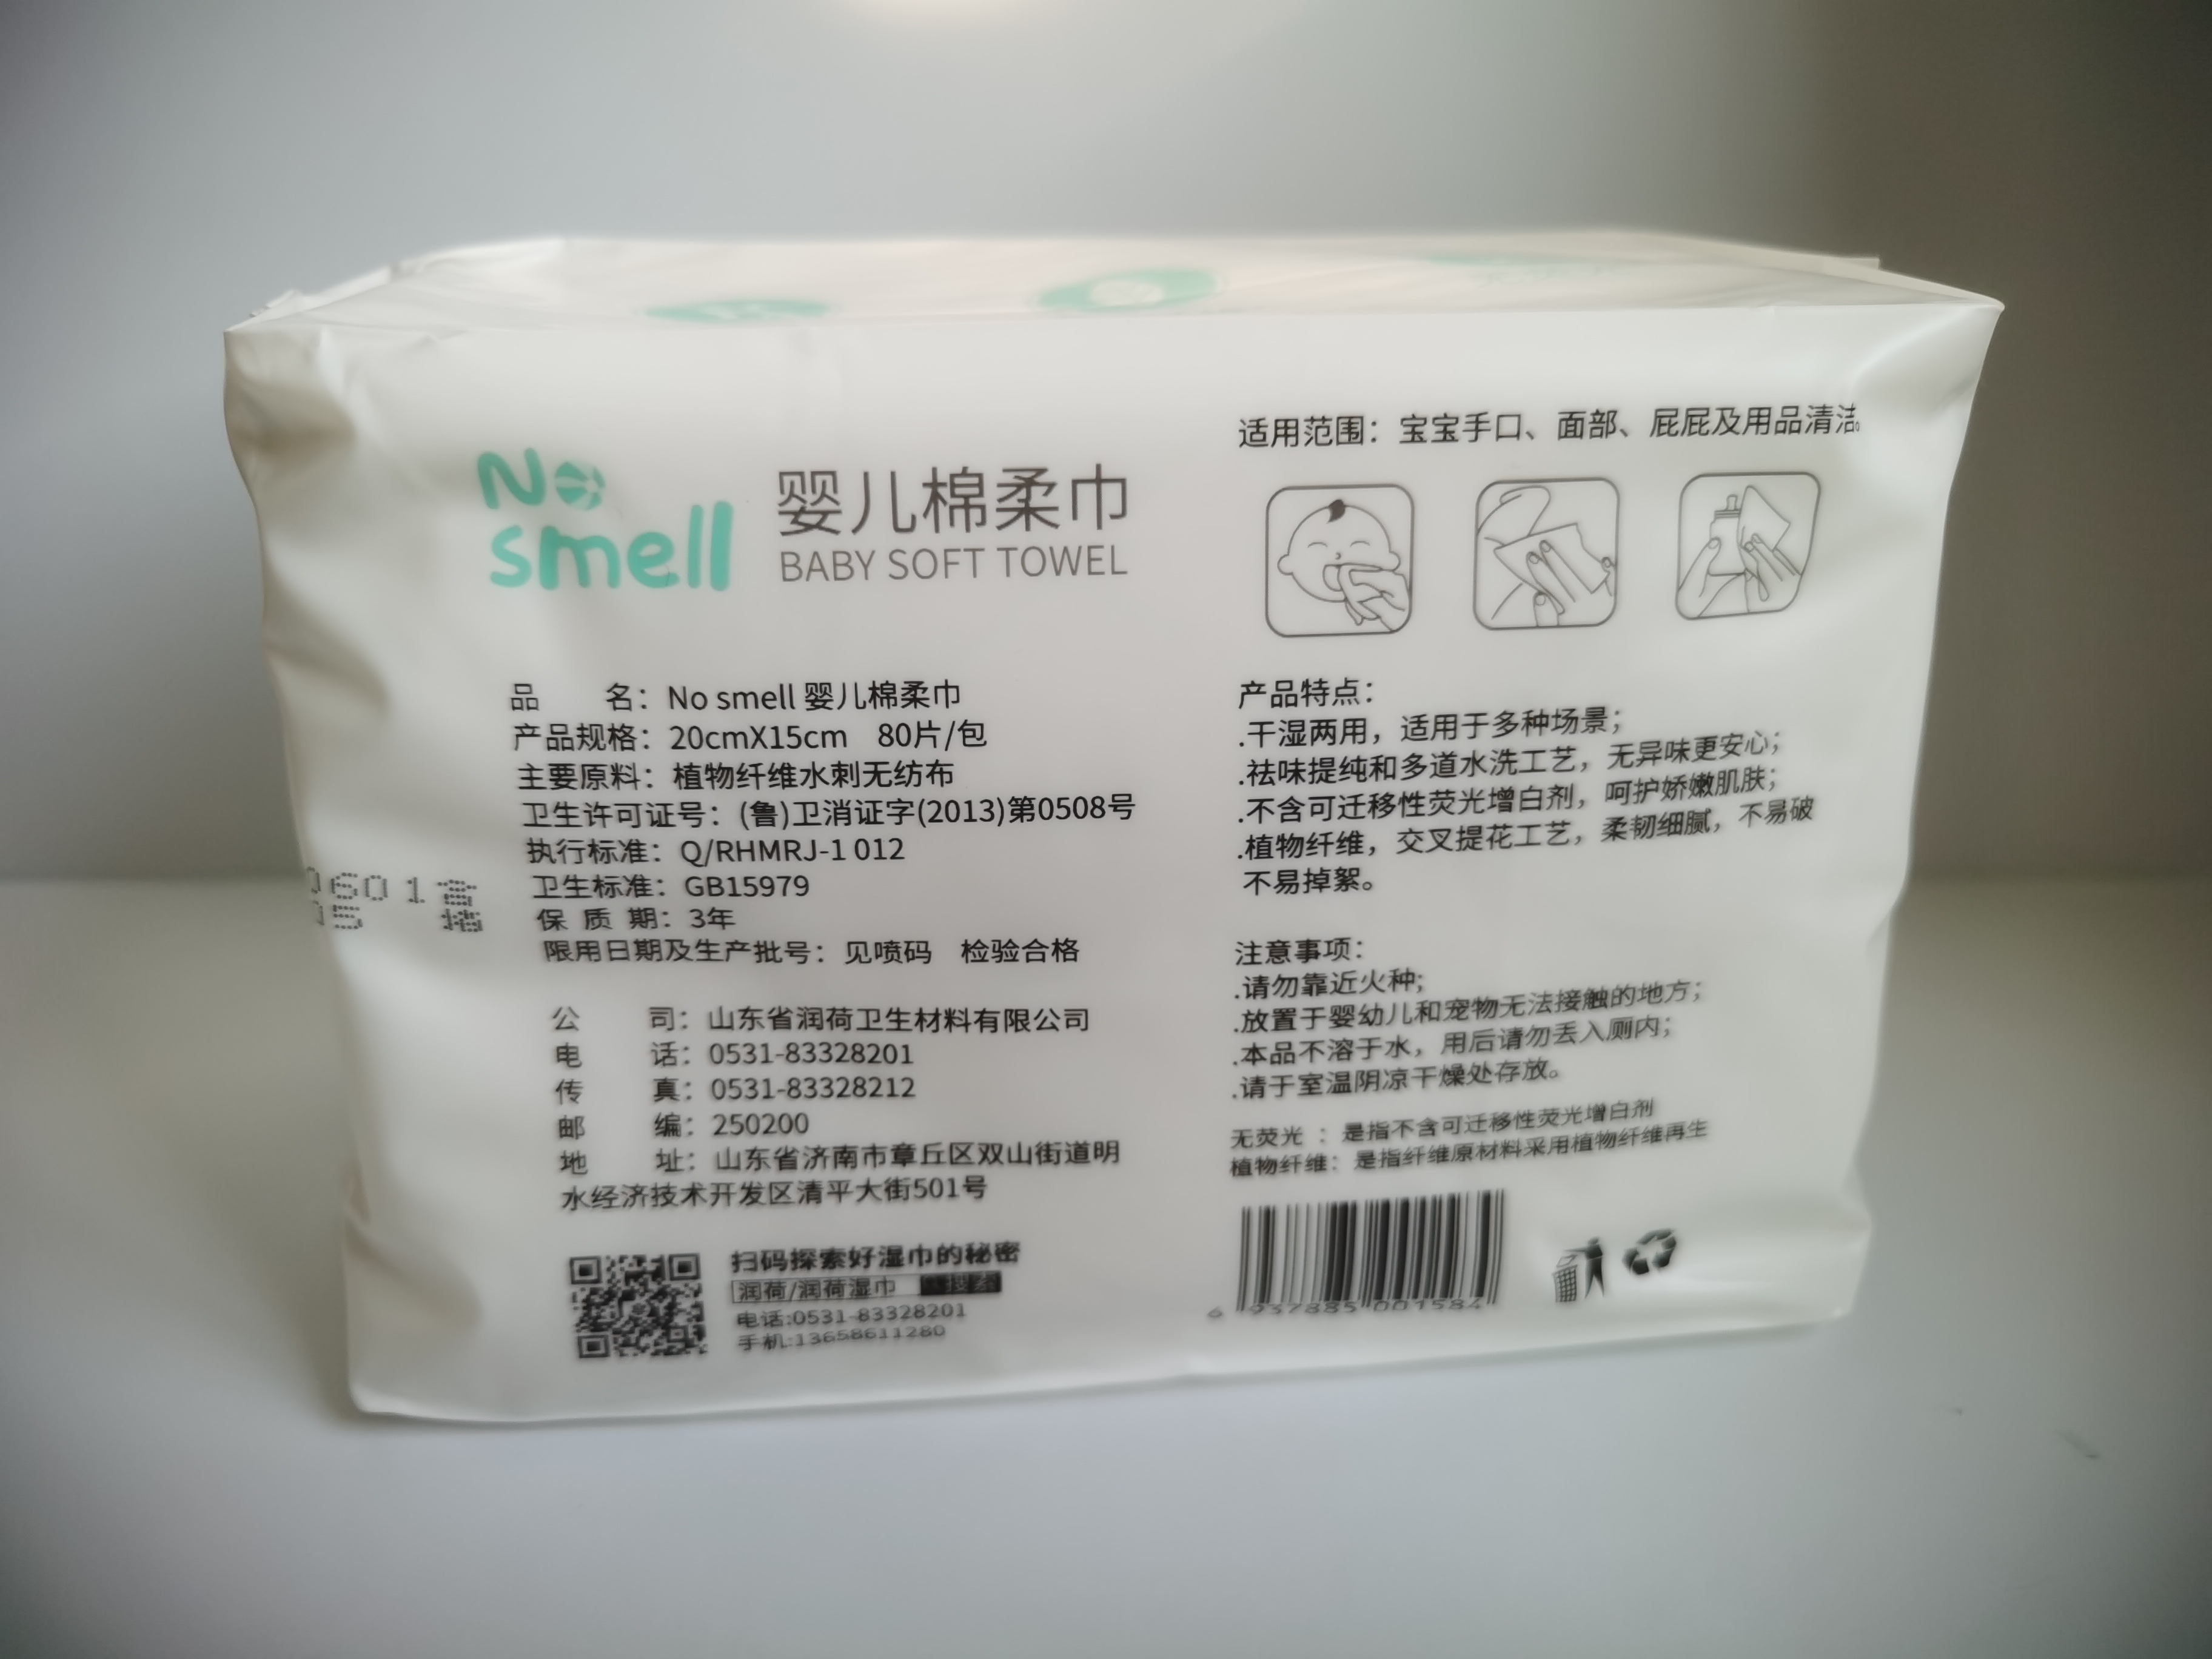 No
smell
婴儿棉柔巾
BABY SOFT TOWEL
品 名：No smell 婴儿棉柔巾
产品规格：20cmX15cm 80片/包
主要原料：植物纤维水刺无纺布
卫生许可证号：(鲁)卫消证字(2013)第0508号
执行标准：Q/RHMRJ-1 012
卫生标准：GB15979
保 质 期：3年
限用日期及生产批号：见喷码 检验合格
0601
05
公 司：山东省润荷卫生材料有限公司
电 话：0531-83328201
传 真：0531-83328212
邮 编：250200
地 址：山东省济南市章丘区双山街道明
水经济技术开发区清平大街501号
扫码探索好湿巾的秘密
润荷/润荷湿巾 搜索
电话:0531-83328201
手机:13658611280
适用范围：宝宝手口、面部、屁屁及用品清洁。
产品特点：
.干湿两用，适用于多种场景；
.祛味提纯和多道水洗工艺，无异味更安心；
.不含可迁移性荧光增白剂，呵护娇嫩肌肤；
.植物纤维，交叉提花工艺，柔韧细腻，不易破
不易掉絮。
注意事项：
.请勿靠近火种;
.放置于婴幼儿和宠物无法接触的地方；
.本品不溶于水，用后请勿丢入厕内；
.请于室温阴凉干燥处存放。
无荧光 ：是指不含可迁移性荧光增白剂
植物纤维：是指纤维原材料采用植物纤维再生
6 937885 001584